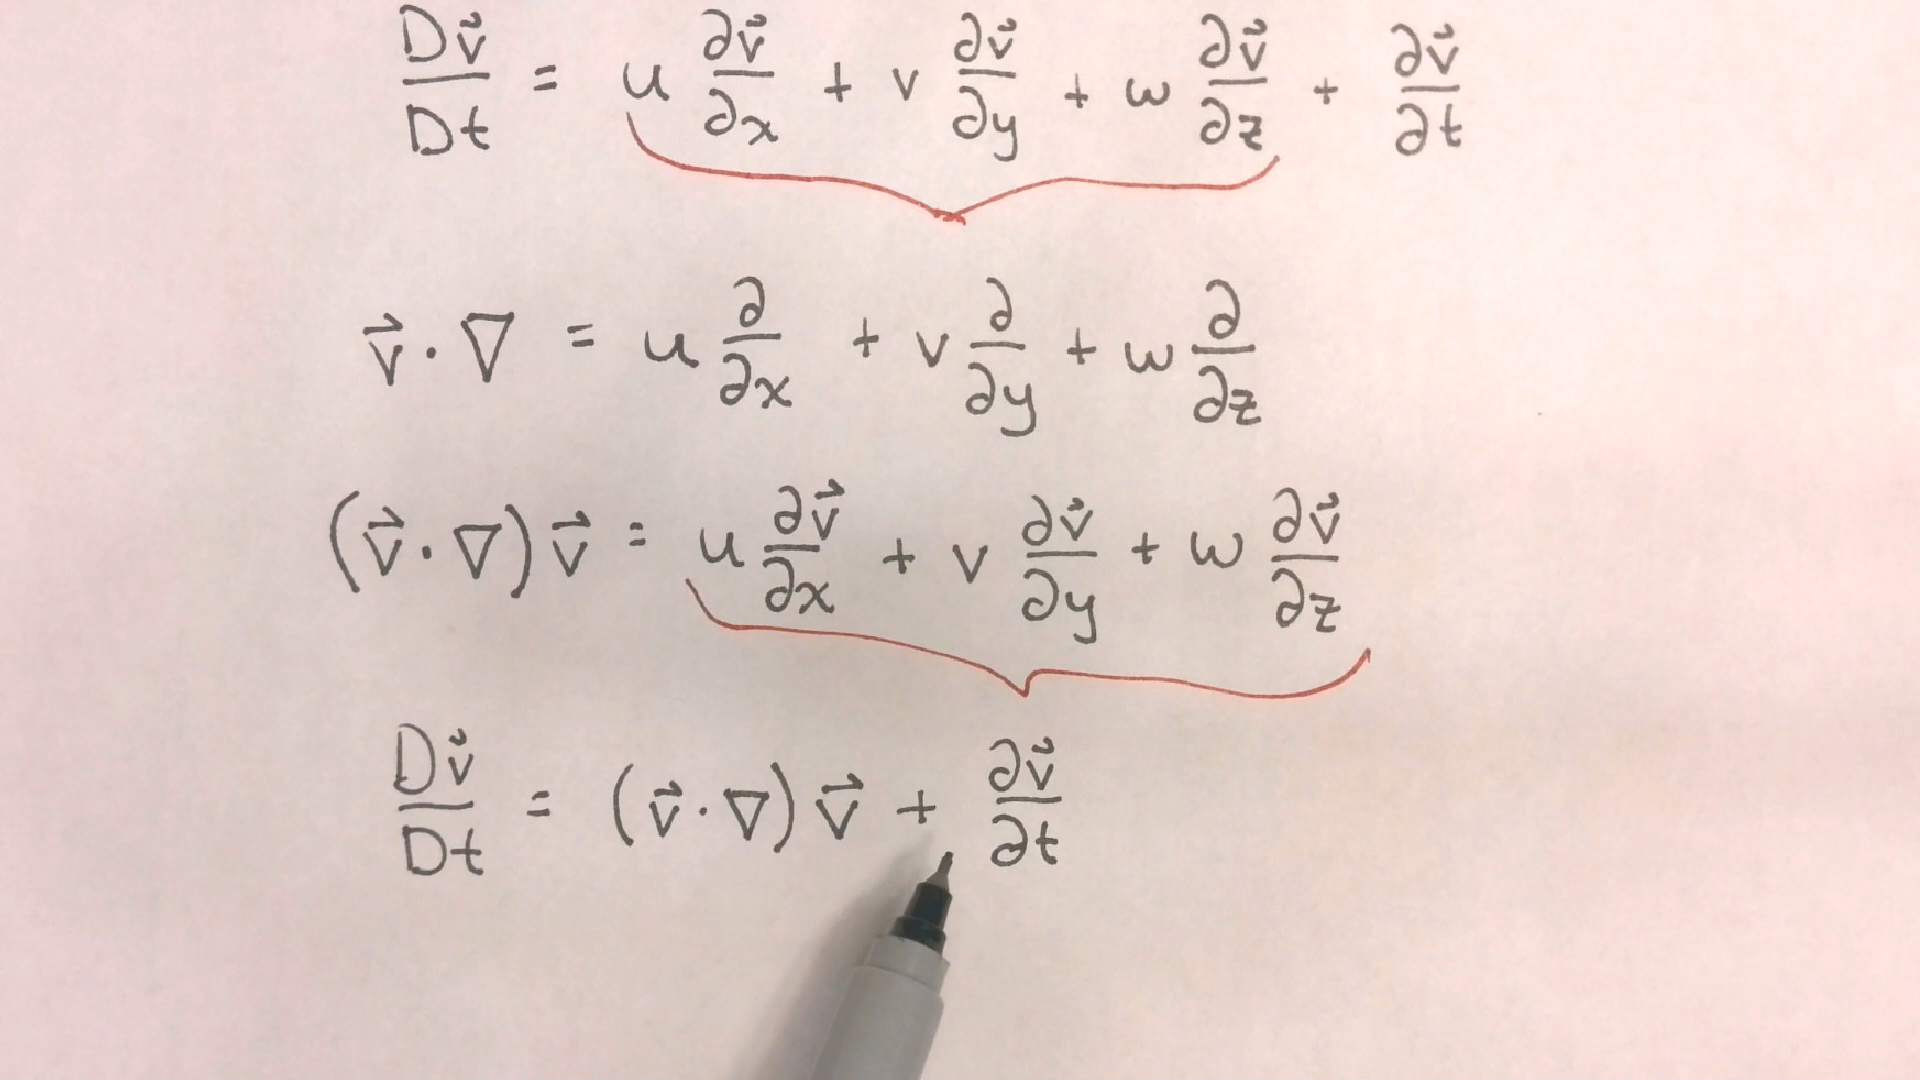 Dv⃗/Dt = u ∂v⃗/∂x + v ∂v⃗/∂y + w ∂v⃗/∂z + ∂v⃗/∂t
v⃗ · ∇ = u ∂/∂x + v ∂/∂y + w ∂/∂z
(v⃗ · ∇) v⃗ = u ∂v⃗/∂x + v ∂v⃗/∂y + w ∂v⃗/∂z
Dv⃗/Dt = (v⃗ · ∇) v⃗ + ∂v⃗/∂t